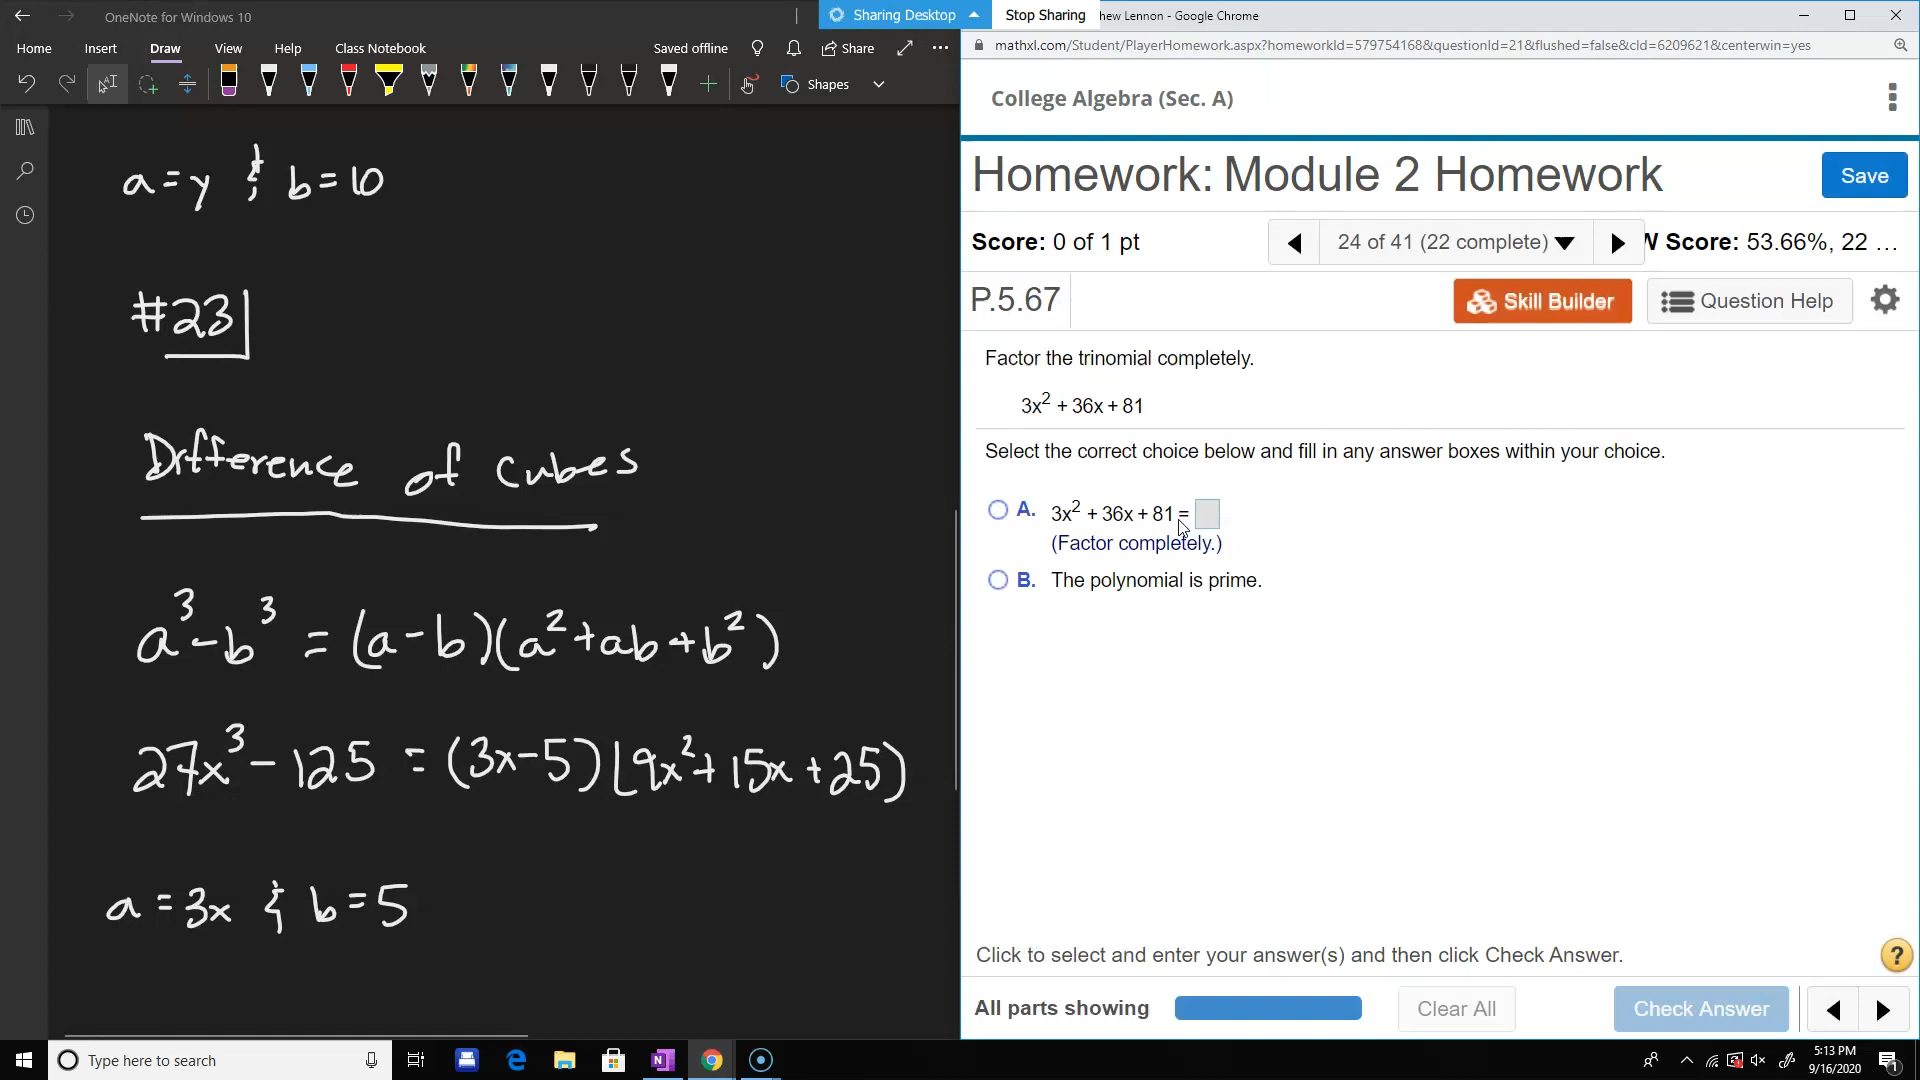 OneNote for Windows 10
Sharing Desktop
Stop Sharing
hew Lennon - Google Chrome
Home Insert Draw View Help Class Notebook Saved offline Share
mathxl.com/Student/PlayerHomework.aspx?homeworkId=579754168&questionId=21&flushed=false&cld=6209621&centerwin=yes
Shapes
a=y & b=10
#23
Difference of cubes
a³-b³ = (a-b)(a²+ab+b²)
27x³-125 = (3x-5)(9x²+15x+25)
a=3x & b=5
College Algebra (Sec. A)
Homework: Module 2 Homework
Save
Score: 0 of 1 pt
24 of 41 (22 complete)
W Score: 53.66%, 22 ...
P.5.67
Skill Builder
Question Help
Factor the trinomial completely.
3x² + 36x + 81
Select the correct choice below and fill in any answer boxes within your choice.
A. 3x² + 36x + 81 =
(Factor completely.)
B. The polynomial is prime.
Click to select and enter your answer(s) and then click Check Answer.
?
All parts showing
Clear All
Check Answer
Type here to search
5:13 PM
9/16/2020
1